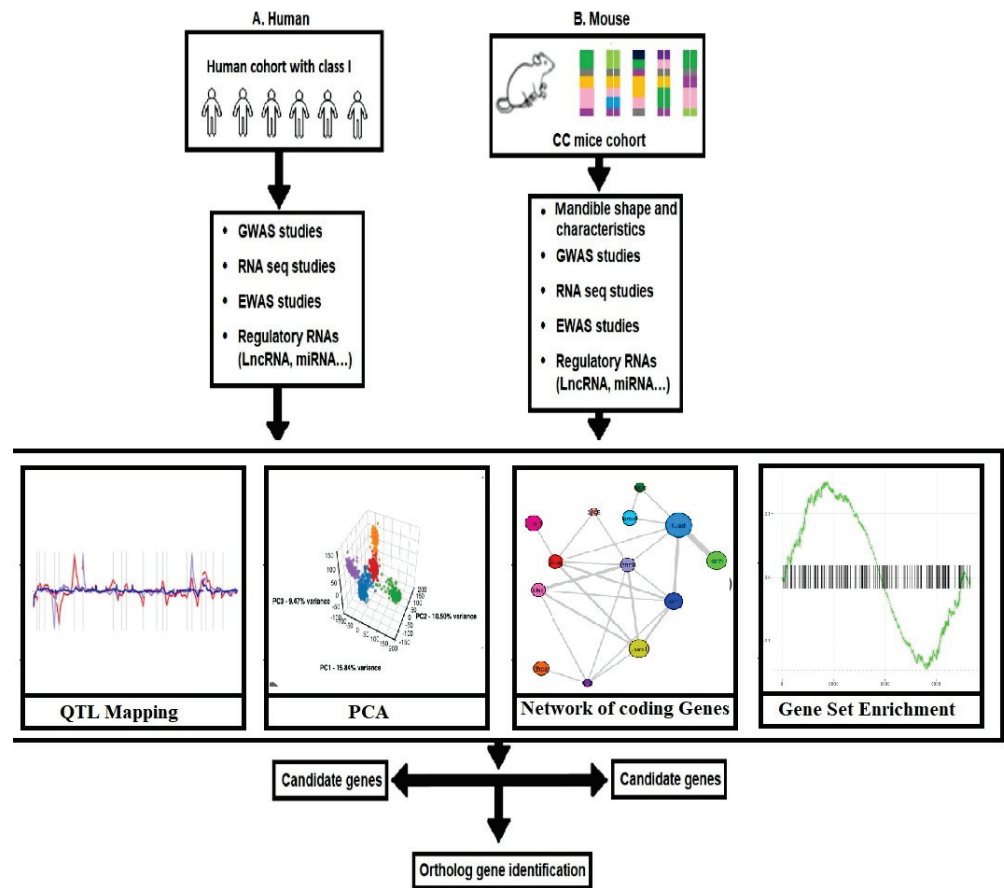 A. Human
Human cohort with class I
B. Mouse
CC mice cohort
• GWAS studies
• RNA seq studies
• EWAS studies
• Regulatory RNAs
(LncRNA, miRNA...)
• Mandible shape and
characteristics
• GWAS studies
• RNA seq studies
• EWAS studies
• Regulatory RNAs
(LncRNA, miRNA...)
QTL Mapping
PC3 - 9.47% variance
PC2 - 10.50% variance
PC1 - 15.84% variance
PCA
Network of coding Genes
Gene Set Enrichment
Candidate genes
Candidate genes
Ortholog gene identification